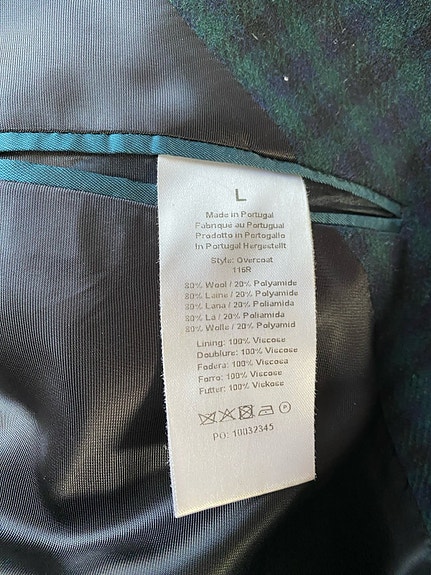 L
Made in Portugal
Fabrique au Portugual
Prodotto in Portogallo
In Portugal Hergestellt
Style: Overcoat
116R
80% Wool / 20% Polyamide
80% Laine / 20% Polyamide
80% Lana / 20% Poliamida
80% La / 20% Poliamida
80% Wolle / 20% Polyamid
Lining: 100% Viscose
Doublure: 100% Viscose
Fodera: 100% Viscosa
Forro: 100% Viscose
Futter: 100% Viskose
P
PO: 10032345